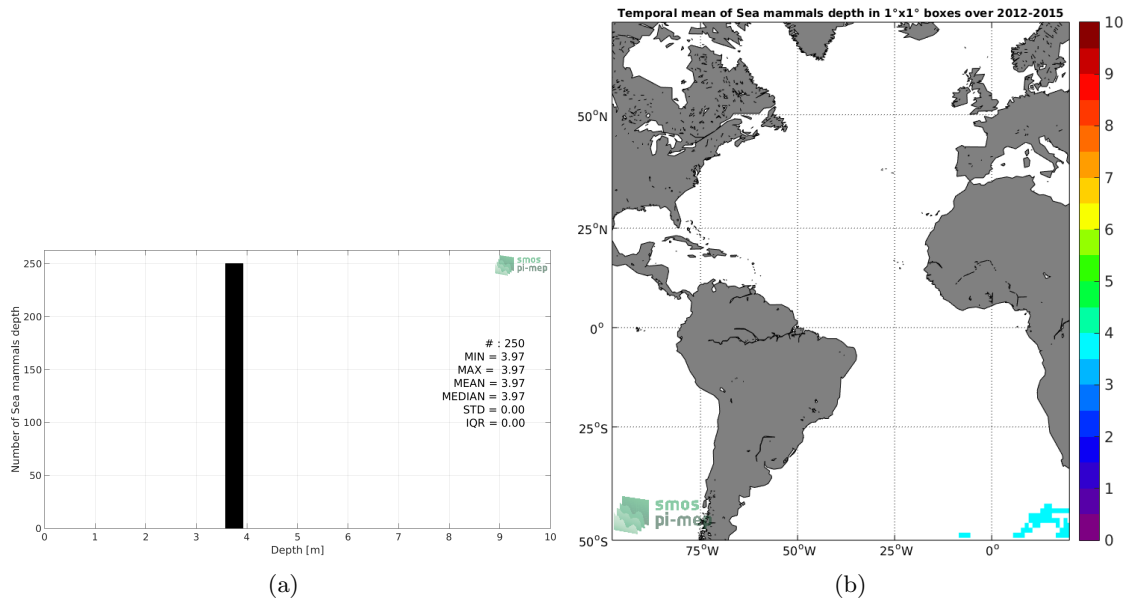 Number of Sea mammals depth
250
200
150
100
50
0
smos
pi-mep
# : 250
MIN = 3.97
MAX = 3.97
MEAN = 3.97
MEDIAN = 3.97
STD = 0.00
IQR = 0.00
0 1 2 3 4 5 6 7 8 9 10
Depth [m]
(a)
Temporal mean of Sea mammals depth in 1°x1° boxes over 2012-2015
50°N
25°N
0°
25°S
50°S
75°W 50°W 25°W 0°
smos
pi-mep
10
9
8
7
6
5
4
3
2
1
0
(b)